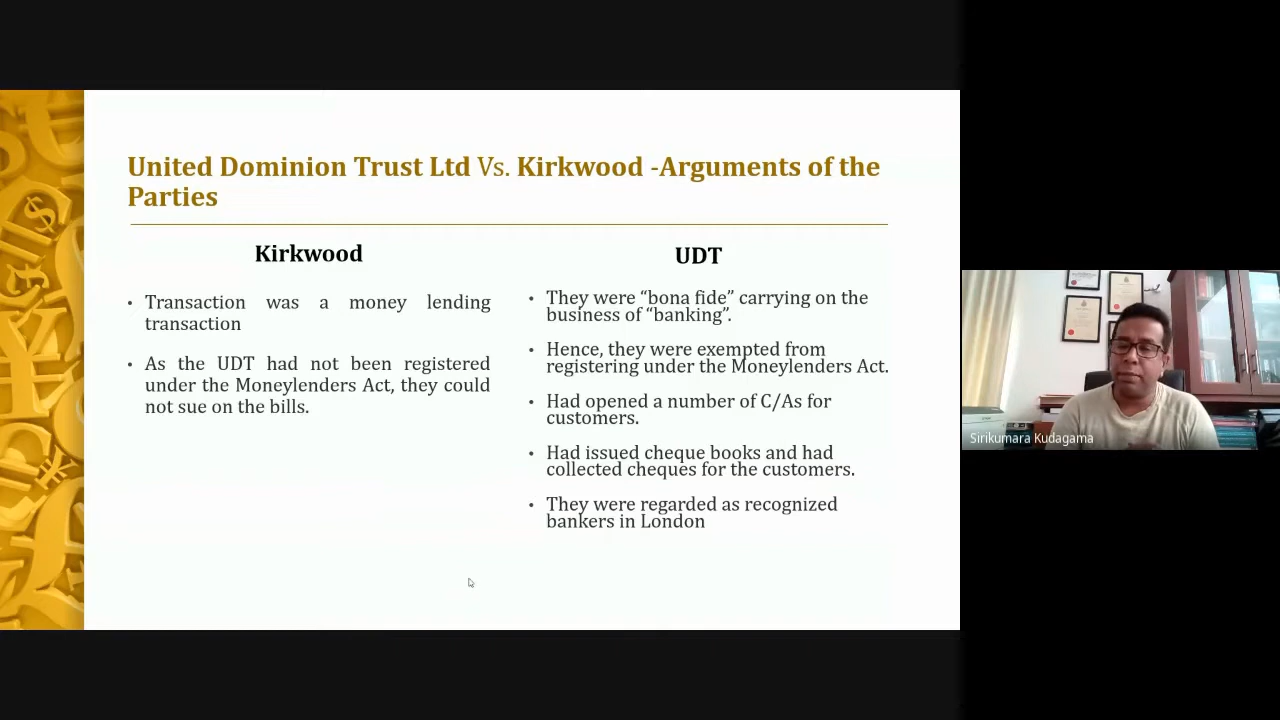 United Dominion Trust Ltd Vs. Kirkwood -Arguments of the
Parties
Kirkwood
• Transaction was a money lending
transaction
• As the UDT had not been registered
under the Moneylenders Act, they could
not sue on the bills.
UDT
• They were “bona fide” carrying on the
business of “banking”.
• Hence, they were exempted from
registering under the Moneylenders Act.
• Had opened a number of C/As for
customers.
• Had issued cheque books and had
collected cheques for the customers.
• They were regarded as recognized
bankers in London
Sirikumara Kudagama